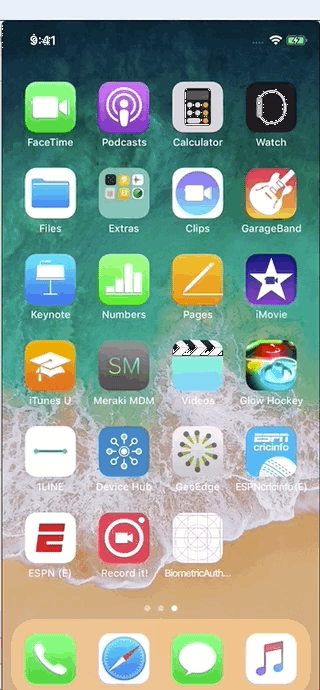 9:41
FaceTime Podcasts Calculator Watch
Files Extras Clips GarageBand
Keynote Numbers Pages iMovie
SM
iTunes U Meraki MDM Videos Glow Hockey
ESPN
cricinfo
1LINE Device Hub GeoEdge ESPNcricinfo(E)
ESPN (E) Record it! BiometricAuth...